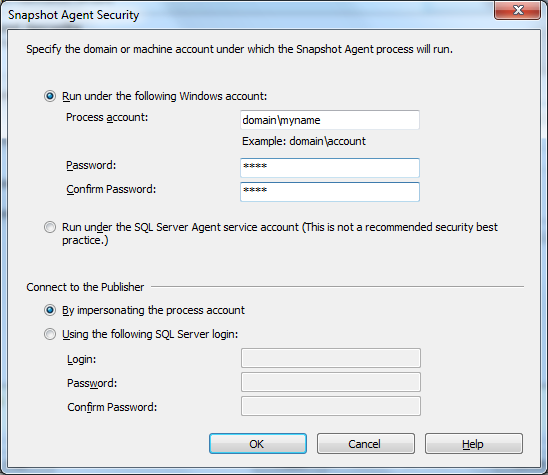 Snapshot Agent Security
Specify the domain or machine account under which the Snapshot Agent process will run.
Run under the following Windows account:
Process account:
domain\myname
Example: domain\account
Password:
****
Confirm Password:
****
Run under the SQL Server Agent service account (This is not a recommended security best
practice.)
Connect to the Publisher
By impersonating the process account
Using the following SQL Server login:
Login:
Password:
Confirm Password:
OK
Cancel
Help